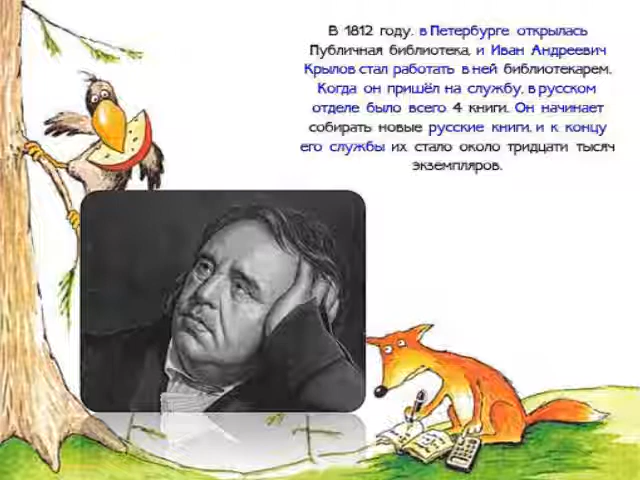 В 1812 году. в Петербурге открылась
Публичная библиотека, и Иван Андреевич
Крылов стал работать в ней библиотекарем.
Когда он пришёл на службу, в русском
отделе было всего 4 книги. Он начинает
собирать новые русские книги, и к концу
его службы их стало около тридцати тысяч
экземпляров.